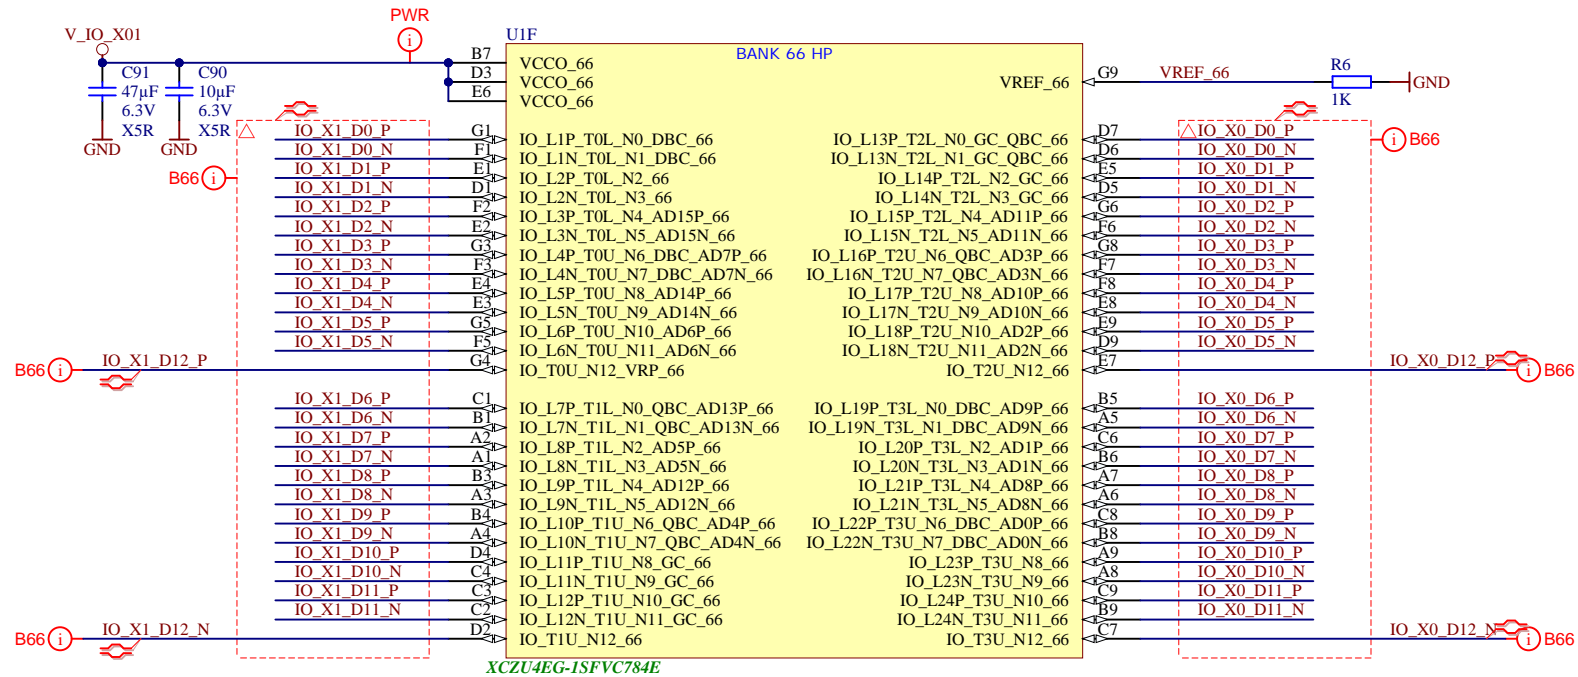 PWR
i
V_IO_X01
C91
47µF
6.3V
X5R
GND
C90
10µF
6.3V
X5R
GND
U1F
BANK 66 HP
B7 VCCO_66
D3 VCCO_66
E6 VCCO_66
VREF_66 G9 VREF_66
R6
1K
GND
B66 i
i B66
IO_X1_D0_P G1 IO_L1P_T0L_N0_DBC_66 IO_L13P_T2L_N0_GC_QBC_66 D7 IO_X0_D0_P
IO_X1_D0_N F1 IO_L1N_T0L_N1_DBC_66 IO_L13N_T2L_N1_GC_QBC_66 D6 IO_X0_D0_N
IO_X1_D1_P E1 IO_L2P_T0L_N2_66 IO_L14P_T2L_N2_GC_66 E5 IO_X0_D1_P
IO_X1_D1_N D1 IO_L2N_T0L_N3_66 IO_L14N_T2L_N3_GC_66 D5 IO_X0_D1_N
IO_X1_D2_P F2 IO_L3P_T0L_N4_AD15P_66 IO_L15P_T2L_N4_AD11P_66 G6 IO_X0_D2_P
IO_X1_D2_N E2 IO_L3N_T0L_N5_AD15N_66 IO_L15N_T2L_N5_AD11N_66 F6 IO_X0_D2_N
IO_X1_D3_P G3 IO_L4P_T0U_N6_DBC_AD7P_66 IO_L16P_T2U_N6_QBC_AD3P_66 G8 IO_X0_D3_P
IO_X1_D3_N F3 IO_L4N_T0U_N7_DBC_AD7N_66 IO_L16N_T2U_N7_QBC_AD3N_66 F7 IO_X0_D3_N
IO_X1_D4_P E4 IO_L5P_T0U_N8_AD14P_66 IO_L17P_T2U_N8_AD10P_66 F8 IO_X0_D4_P
IO_X1_D4_N E3 IO_L5N_T0U_N9_AD14N_66 IO_L17N_T2U_N9_AD10N_66 E8 IO_X0_D4_N
IO_X1_D5_P G5 IO_L6P_T0U_N10_AD6P_66 IO_L18P_T2U_N10_AD2P_66 E9 IO_X0_D5_P
IO_X1_D5_N F5 IO_L6N_T0U_N11_AD6N_66 IO_L18N_T2U_N11_AD2N_66 D9 IO_X0_D5_N
B66 i IO_X1_D12_P G4 IO_T0U_N12_VRP_66 IO_T2U_N12_66 E7 IO_X0_D12_P i B66
IO_X1_D6_P C1 IO_L7P_T1L_N0_QBC_AD13P_66 IO_L19P_T3L_N0_DBC_AD9P_66 B5 IO_X0_D6_P
IO_X1_D6_N B1 IO_L7N_T1L_N1_QBC_AD13N_66 IO_L19N_T3L_N1_DBC_AD9N_66 A5 IO_X0_D6_N
IO_X1_D7_P A2 IO_L8P_T1L_N2_AD5P_66 IO_L20P_T3L_N2_AD1P_66 C6 IO_X0_D7_P
IO_X1_D7_N A1 IO_L8N_T1L_N3_AD5N_66 IO_L20N_T3L_N3_AD1N_66 B6 IO_X0_D7_N
IO_X1_D8_P B3 IO_L9P_T1L_N4_AD12P_66 IO_L21P_T3L_N4_AD8P_66 A7 IO_X0_D8_P
IO_X1_D8_N A3 IO_L9N_T1L_N5_AD12N_66 IO_L21N_T3L_N5_AD8N_66 A6 IO_X0_D8_N
IO_X1_D9_P B4 IO_L10P_T1U_N6_QBC_AD4P_66 IO_L22P_T3U_N6_DBC_AD0P_66 C8 IO_X0_D9_P
IO_X1_D9_N A4 IO_L10N_T1U_N7_QBC_AD4N_66 IO_L22N_T3U_N7_DBC_AD0N_66 B8 IO_X0_D9_N
IO_X1_D10_P D4 IO_L11P_T1U_N8_GC_66 IO_L23P_T3U_N8_66 A9 IO_X0_D10_P
IO_X1_D10_N C4 IO_L11N_T1U_N9_GC_66 IO_L23N_T3U_N9_66 A8 IO_X0_D10_N
IO_X1_D11_P C3 IO_L12P_T1U_N10_GC_66 IO_L24P_T3U_N10_66 C9 IO_X0_D11_P
IO_X1_D11_N C2 IO_L12N_T1U_N11_GC_66 IO_L24N_T3U_N11_66 B9 IO_X0_D11_N
B66 i IO_X1_D12_N D2 IO_T1U_N12_66 IO_T3U_N12_66 C7 IO_X0_D12_N i B66
XCZU4EG-1SFVC784E